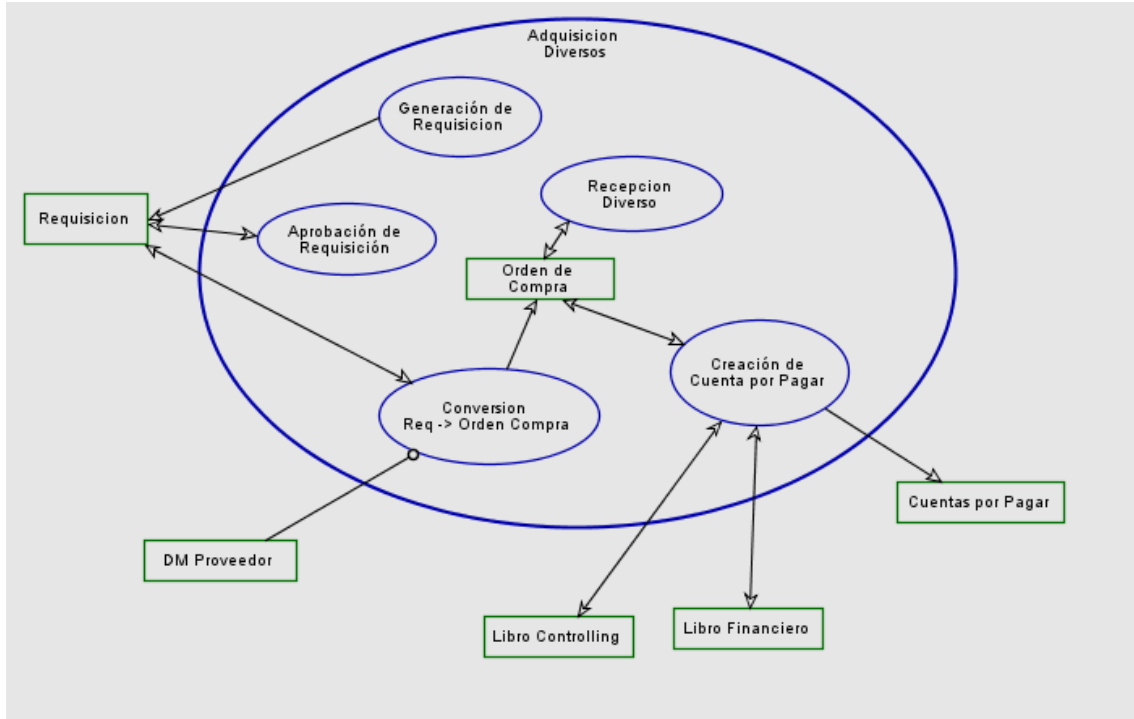 Adquisicion
Diversos
Generación de
Requisicion
Recepcion
Diverso
Requisicion
Aprobación de
Requisición
Orden de
Compra
Creación de
Cuenta por Pagar
Conversion
Req -> Orden Compra
Cuentas por Pagar
DM Proveedor
Libro Controlling
Libro Financiero